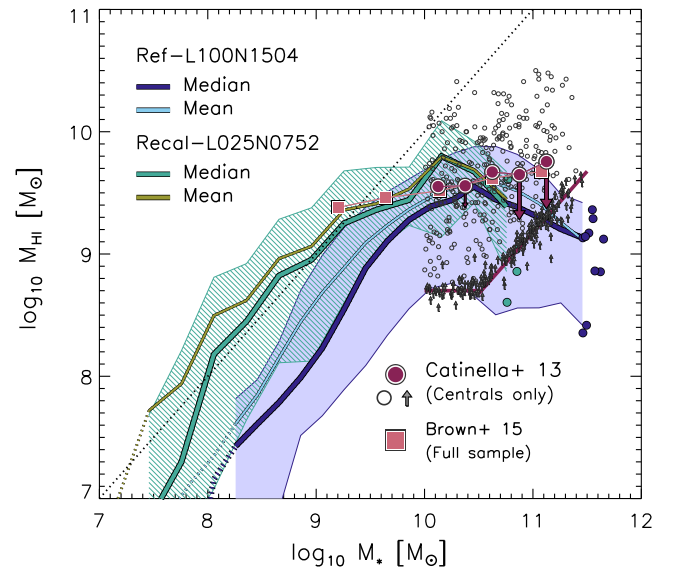 11
10
9
8
7
log₁₀ M_HI [M☉]
Ref-L100N1504
Median
Mean
Recal-L025N0752
Median
Mean
Catinella+ 13
(Centrals only)
Brown+ 15
(Full sample)
7 8 9 10 11 12
log₁₀ M* [M☉]